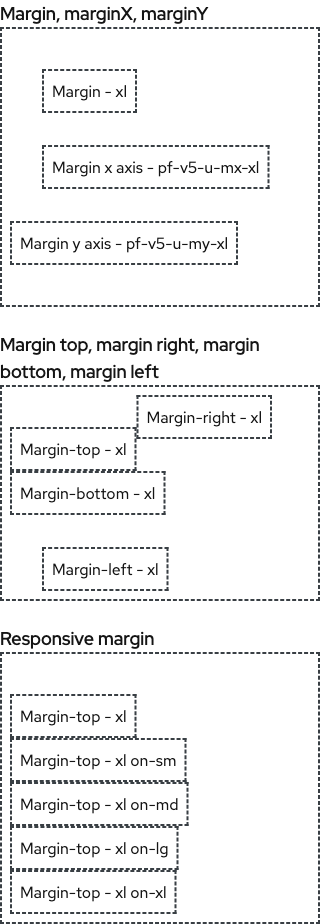 Margin, marginX, marginY
Margin - xl
Margin x axis - pf-v5-u-mx-xl
Margin y axis - pf-v5-u-my-xl
Margin top, margin right, margin
bottom, margin left
Margin-right - xl
Margin-top - xl
Margin-bottom - xl
Margin-left - xl
Responsive margin
Margin-top - xl
Margin-top - xl on-sm
Margin-top - xl on-md
Margin-top - xl on-lg
Margin-top - xl on-xl